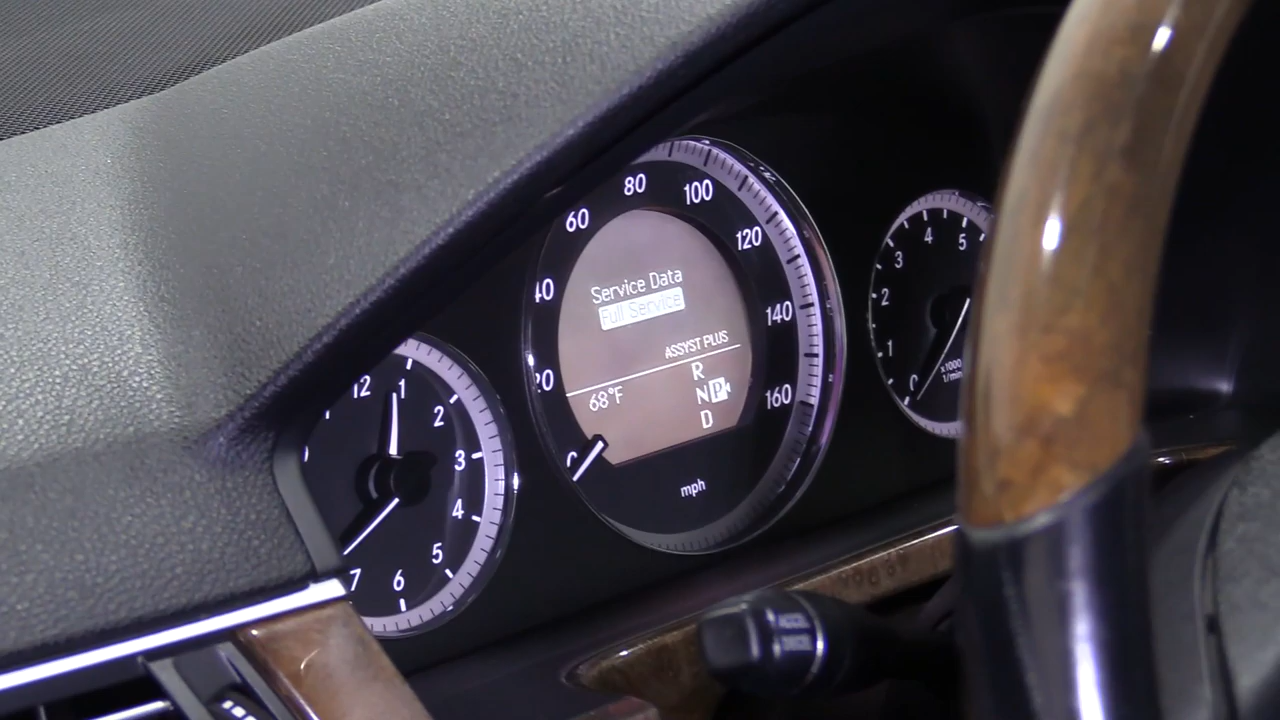 Service Data
Full Service
ASSYST PLUS
68°F
R
N P
D
60
80
100
120
40
140
160
mph
12
1
2
3
4
5
6
7
0
1
2
3
4
5
x1000
1/min
ACCEL